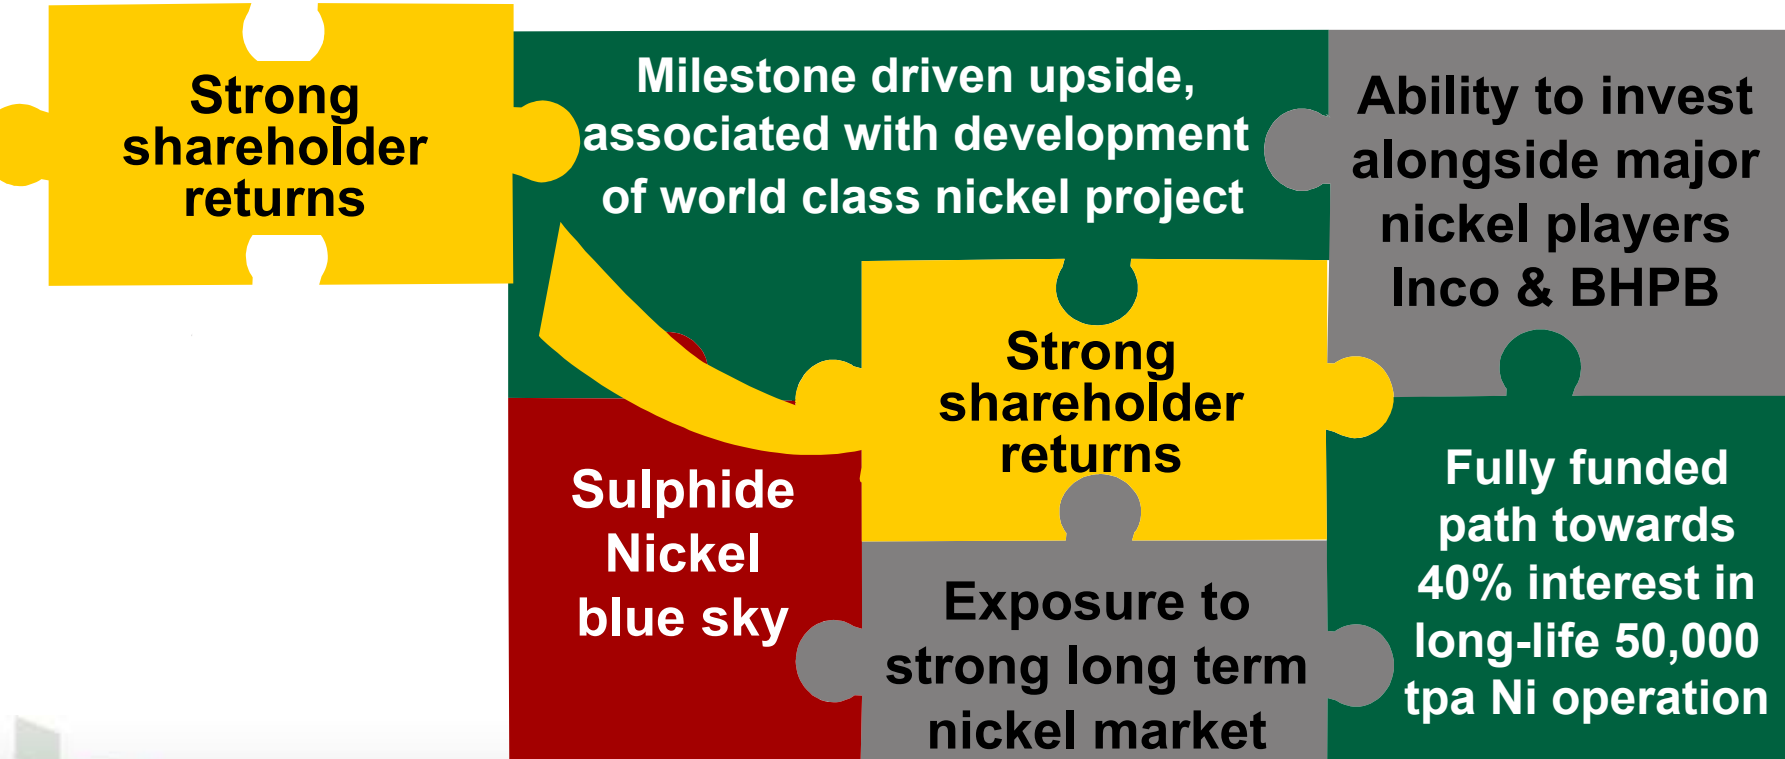 Strong
shareholder
returns
Milestone driven upside,
associated with development
of world class nickel project
Ability to invest
alongside major
nickel players
Inco & BHPB
Strong
shareholder
returns
Sulphide
Nickel
blue sky
Exposure to
strong long term
nickel market
Fully funded
path towards
40% interest in
long-life 50,000
tpa Ni operation